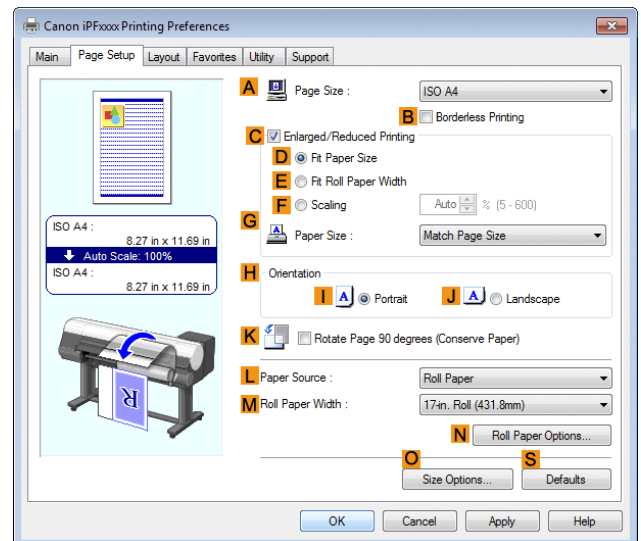 Canon iPFxxxx Printing Preferences
Main Page Setup Layout Favorites Utility Support
A Page Size : ISO A4
B Borderless Printing
C Enlarged/Reduced Printing
D Fit Paper Size
E Fit Roll Paper Width
F Scaling Auto % (5 - 600)
G Paper Size : Match Page Size
ISO A4 :
8.27 in x 11.69 in
Auto Scale: 100%
ISO A4 :
8.27 in x 11.69 in
H Orientation
I A Portrait J A Landscape
K Rotate Page 90 degrees (Conserve Paper)
R
L Paper Source : Roll Paper
M Roll Paper Width : 17-in. Roll (431.8mm)
N Roll Paper Options...
O S
Size Options... Defaults
OK Cancel Apply Help